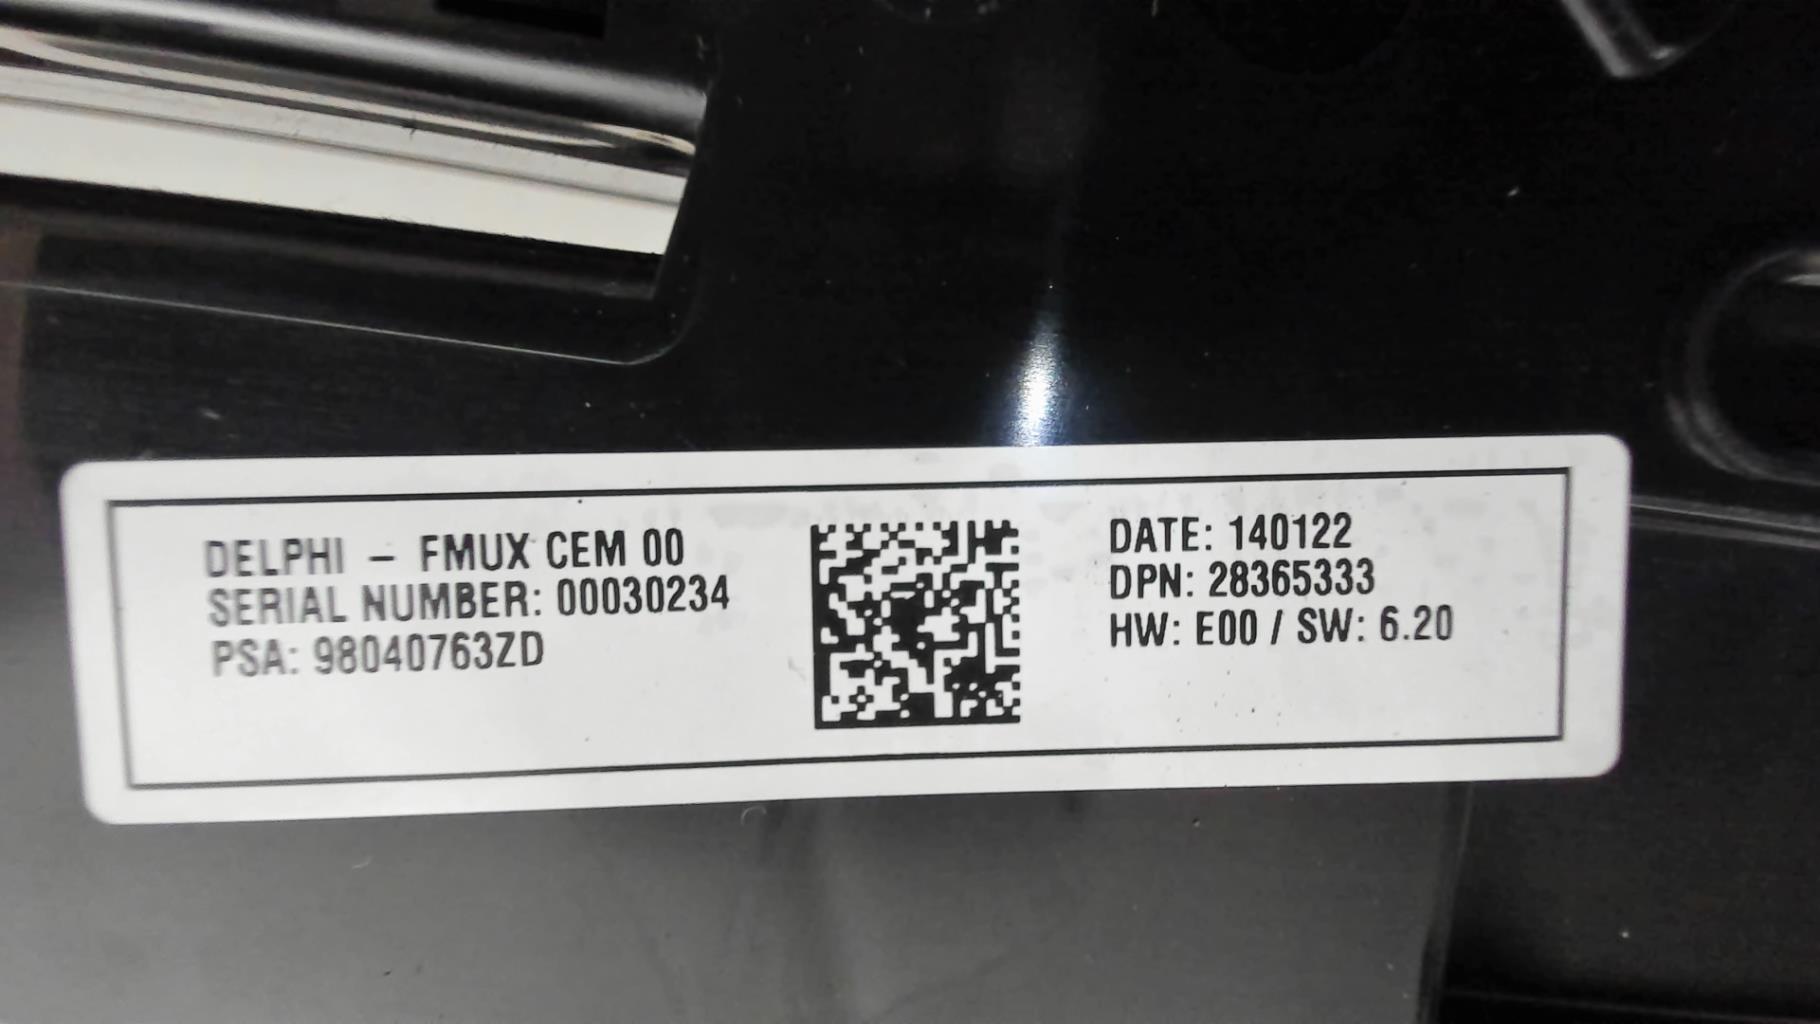 DELPHI - FMUX CEM 00
SERIAL NUMBER: 00030234
PSA: 98040763ZD
DATE: 140122
DPN: 28365333
HW: E00 / SW: 6.20